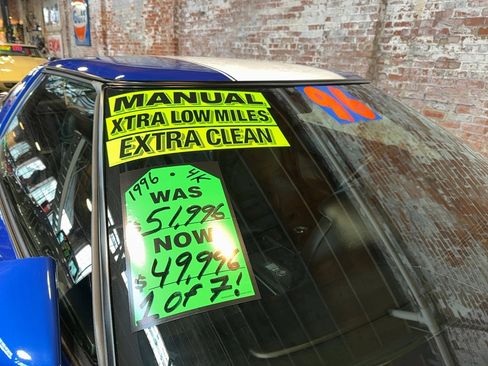 MANUAL
XTRA LOW MILES
EXTRA CLEAN
96
1996 • 4K
WAS
$51,996
NOW
$49,996
1 of 7!